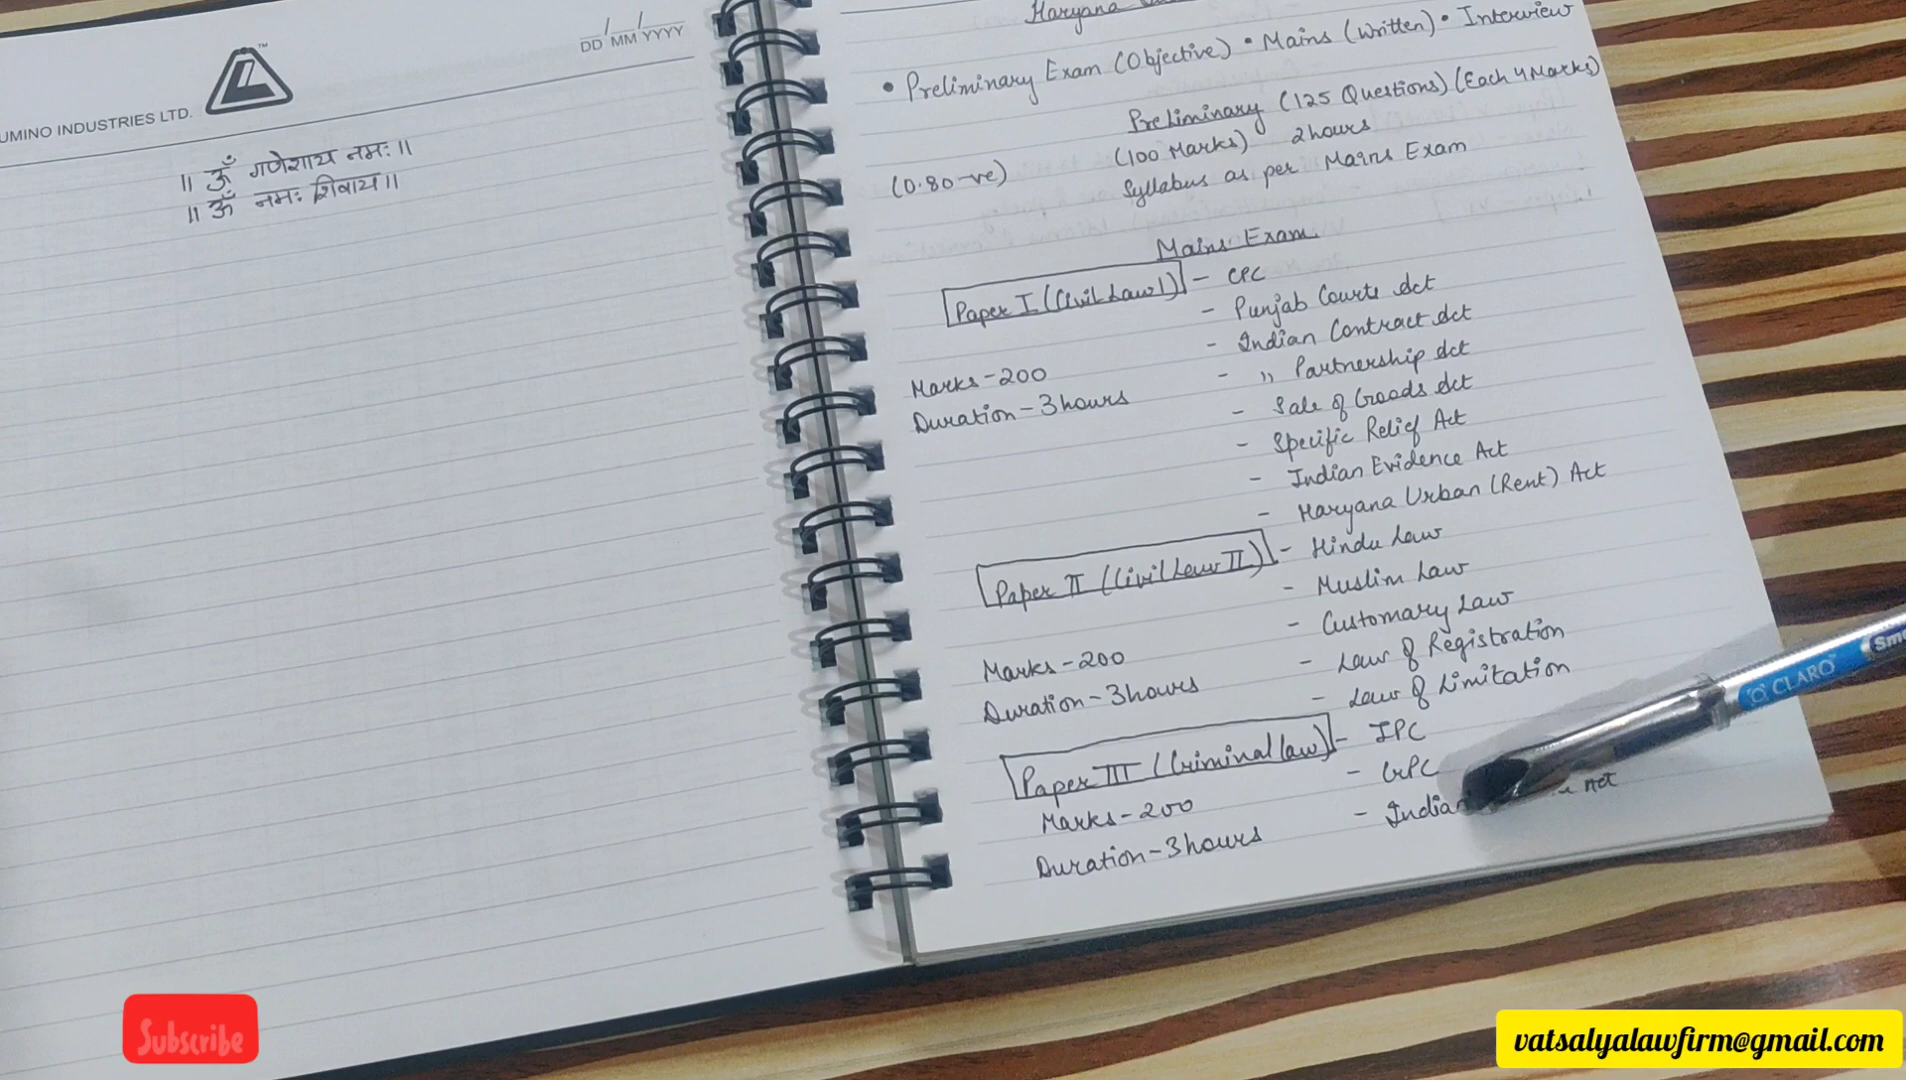 UMINO INDUSTRIES LTD.
TM
DD / MM / YYYY
॥ ॐ गणेशाय नमः॥
॥ ॐ नमः शिवाय॥
Haryana
• Preliminary Exam (Objective) • Mains (Written) • Interview
Preliminary (125 Questions) (Each 4 Marks)
(100 Marks) 2 hours
(0.80-ve)
Syllabus as per Mains Exam
Mains Exam
Paper I (Civil Law I) - CPC
- Punjab Courts Act
- Indian Contract Act
- 〃 Partnership Act
Marks - 200
- Sale of Goods Act
Duration - 3 hours
- Specific Relief Act
- Indian Evidence Act
- Haryana Urban (Rent) Act
Paper II (Civil Law II) - Hindu Law
- Muslim Law
- Customary Law
Marks - 200
- Law of Registration
Duration - 3 hours
- Law of Limitation
Paper III (Criminal Law) - IPC
- CrPC
Marks - 200
- Indian Act
Duration - 3 hours
CLARO
Subscribe
vatsalyalawfirm@gmail.com